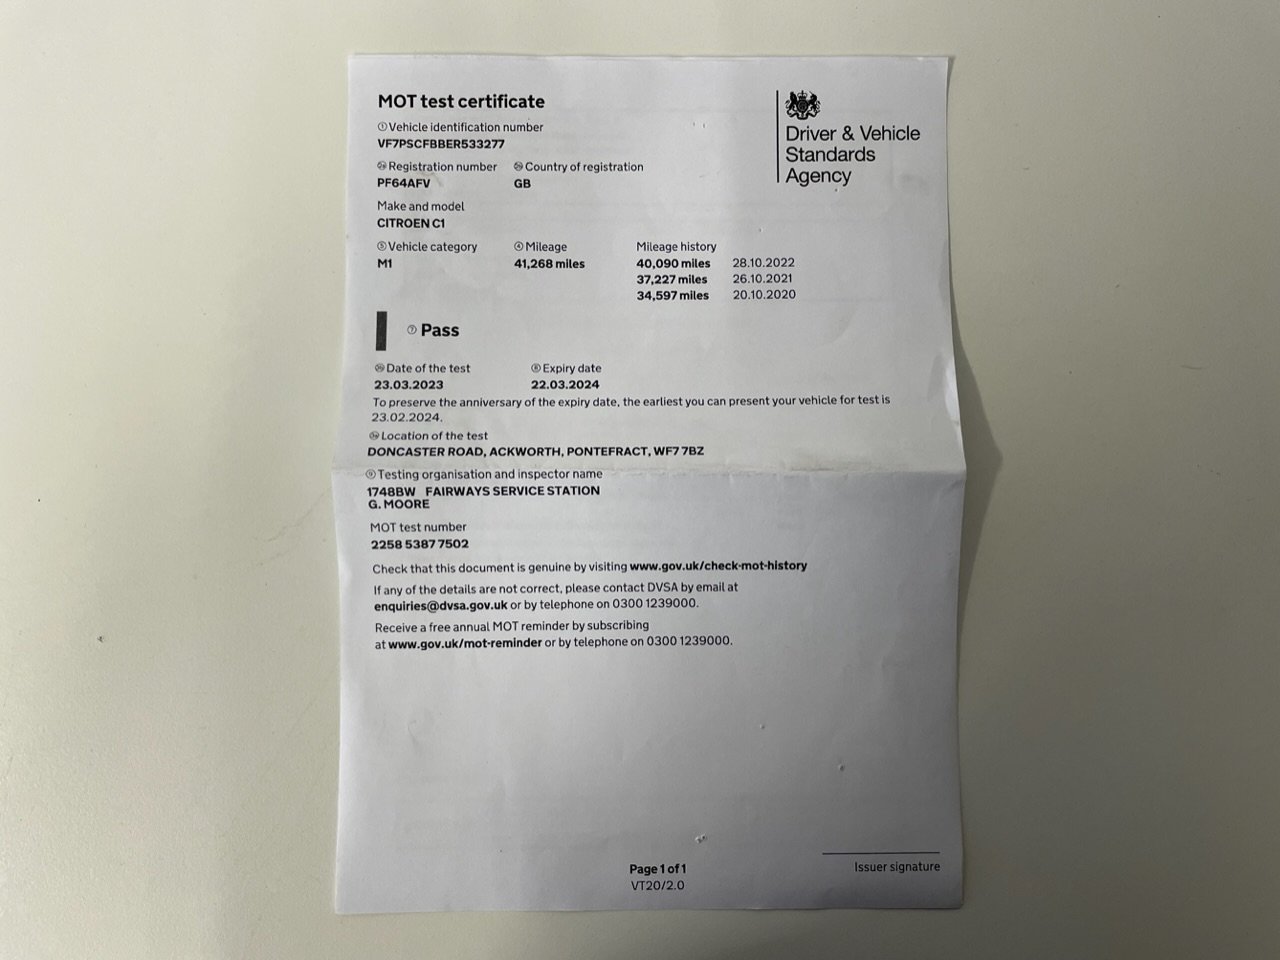 MOT test certificate
Driver & Vehicle
Standards
Agency
① Vehicle identification number
VF7PSCFBBER533277
Registration number Country of registration
PF64AFV GB
Make and model
CITROEN C1
⑤ Vehicle category ④ Mileage Mileage history
M1 41,268 miles 40,090 miles 28.10.2022
37,227 miles 26.10.2021
34,597 miles 20.10.2020
⑦ Pass
Date of the test ⑧ Expiry date
23.03.2023 22.03.2024
To preserve the anniversary of the expiry date, the earliest you can present your vehicle for test is
23.02.2024.
Location of the test
DONCASTER ROAD, ACKWORTH, PONTEFRACT, WF7 7BZ
⑨ Testing organisation and inspector name
1748BW FAIRWAYS SERVICE STATION
G. MOORE
MOT test number
2258 5387 7502
Check that this document is genuine by visiting www.gov.uk/check-mot-history
If any of the details are not correct, please contact DVSA by email at
enquiries@dvsa.gov.uk or by telephone on 0300 1239000.
Receive a free annual MOT reminder by subscribing
at www.gov.uk/mot-reminder or by telephone on 0300 1239000.
Issuer signature
Page 1 of 1
VT20/2.0